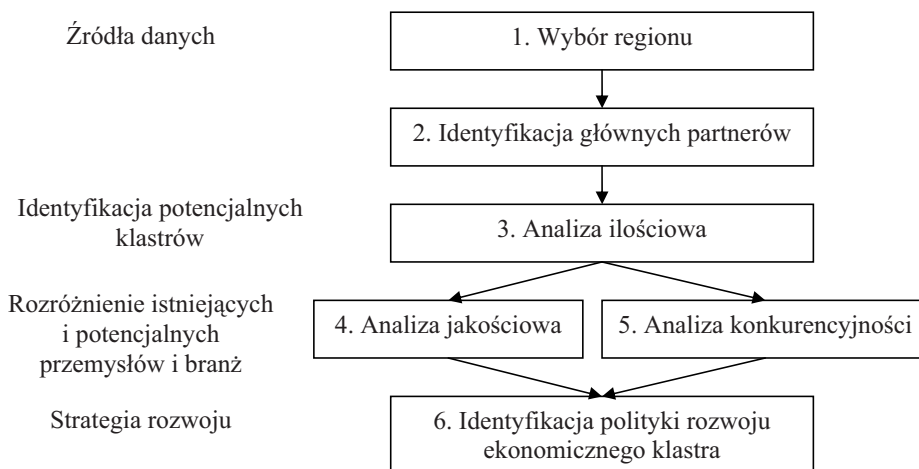 Źródła danych
1. Wybór regionu
2. Identyfikacja głównych partnerów
Identyfikacja potencjalnych
klastrów
3. Analiza ilościowa
Rozróżnienie istniejących
i potencjalnych
przemysłów i branż
4. Analiza jakościowa
5. Analiza konkurencyjności
Strategia rozwoju
6. Identyfikacja polityki rozwoju
ekonomicznego klastra